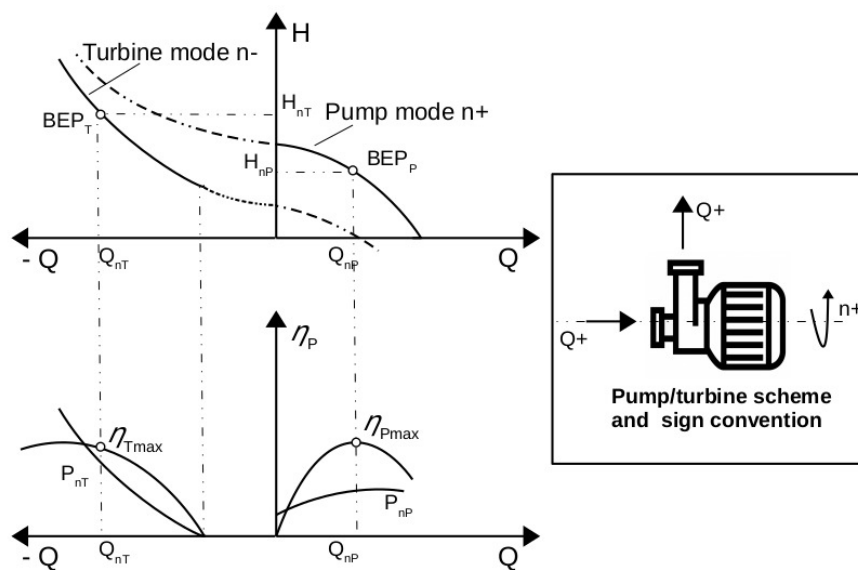 H
Turbine mode n-
Pump mode n+
H_nT
BEP_T
H_nP
BEP_P
- Q
Q_nT
Q_nP
Q
η_P
η_Tmax
η_Pmax
P_nT
P_nP
- Q
Q_nT
Q_nP
Q
Q+
Q+
n+
Pump/turbine scheme
and sign convention